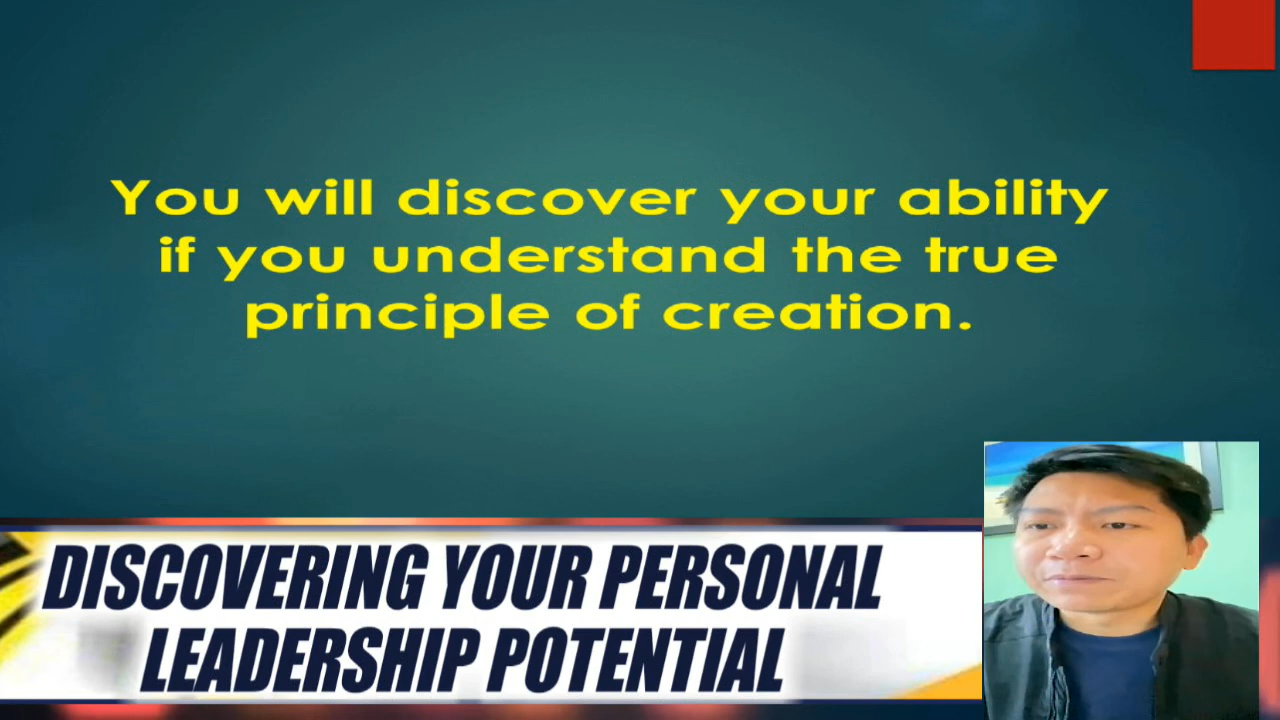 You will discover your ability
if you understand the true
principle of creation.
DISCOVERING YOUR PERSONAL
LEADERSHIP POTENTIAL